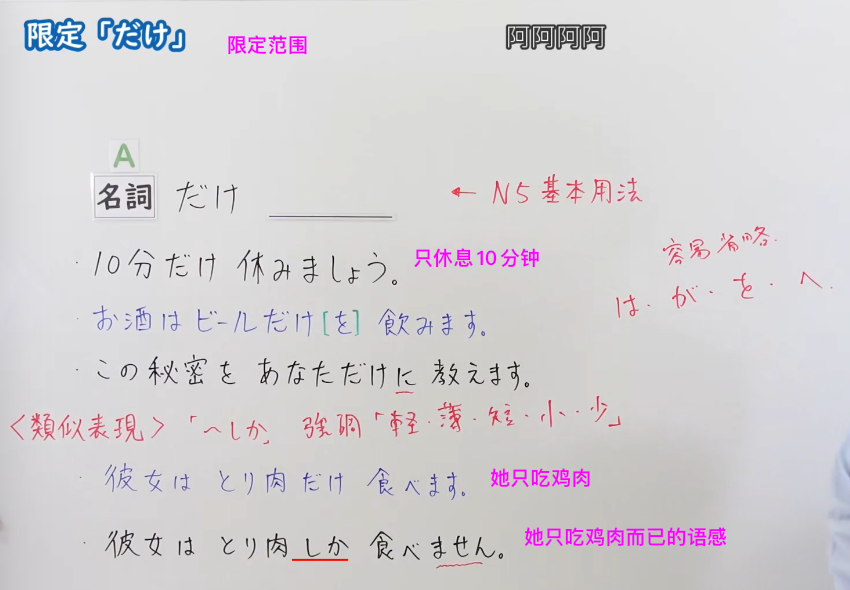 限定「だけ」 限定范围 阿阿阿阿
A
名詞 だけ ← N5 基本用法
容易省略.
は・が・を・へ.
・10分だけ 休みましょう。 只休息10分钟
・お酒は ビールだけ[を] 飲みます。
・この秘密を あなただけに 教えます。
<類似表現> 「～しか」 強調「軽・薄・短・小・少」
・彼女は とり肉だけ 食べます。 她只吃鸡肉
・彼女は とり肉しか 食べません。 她只吃鸡肉而已的语感